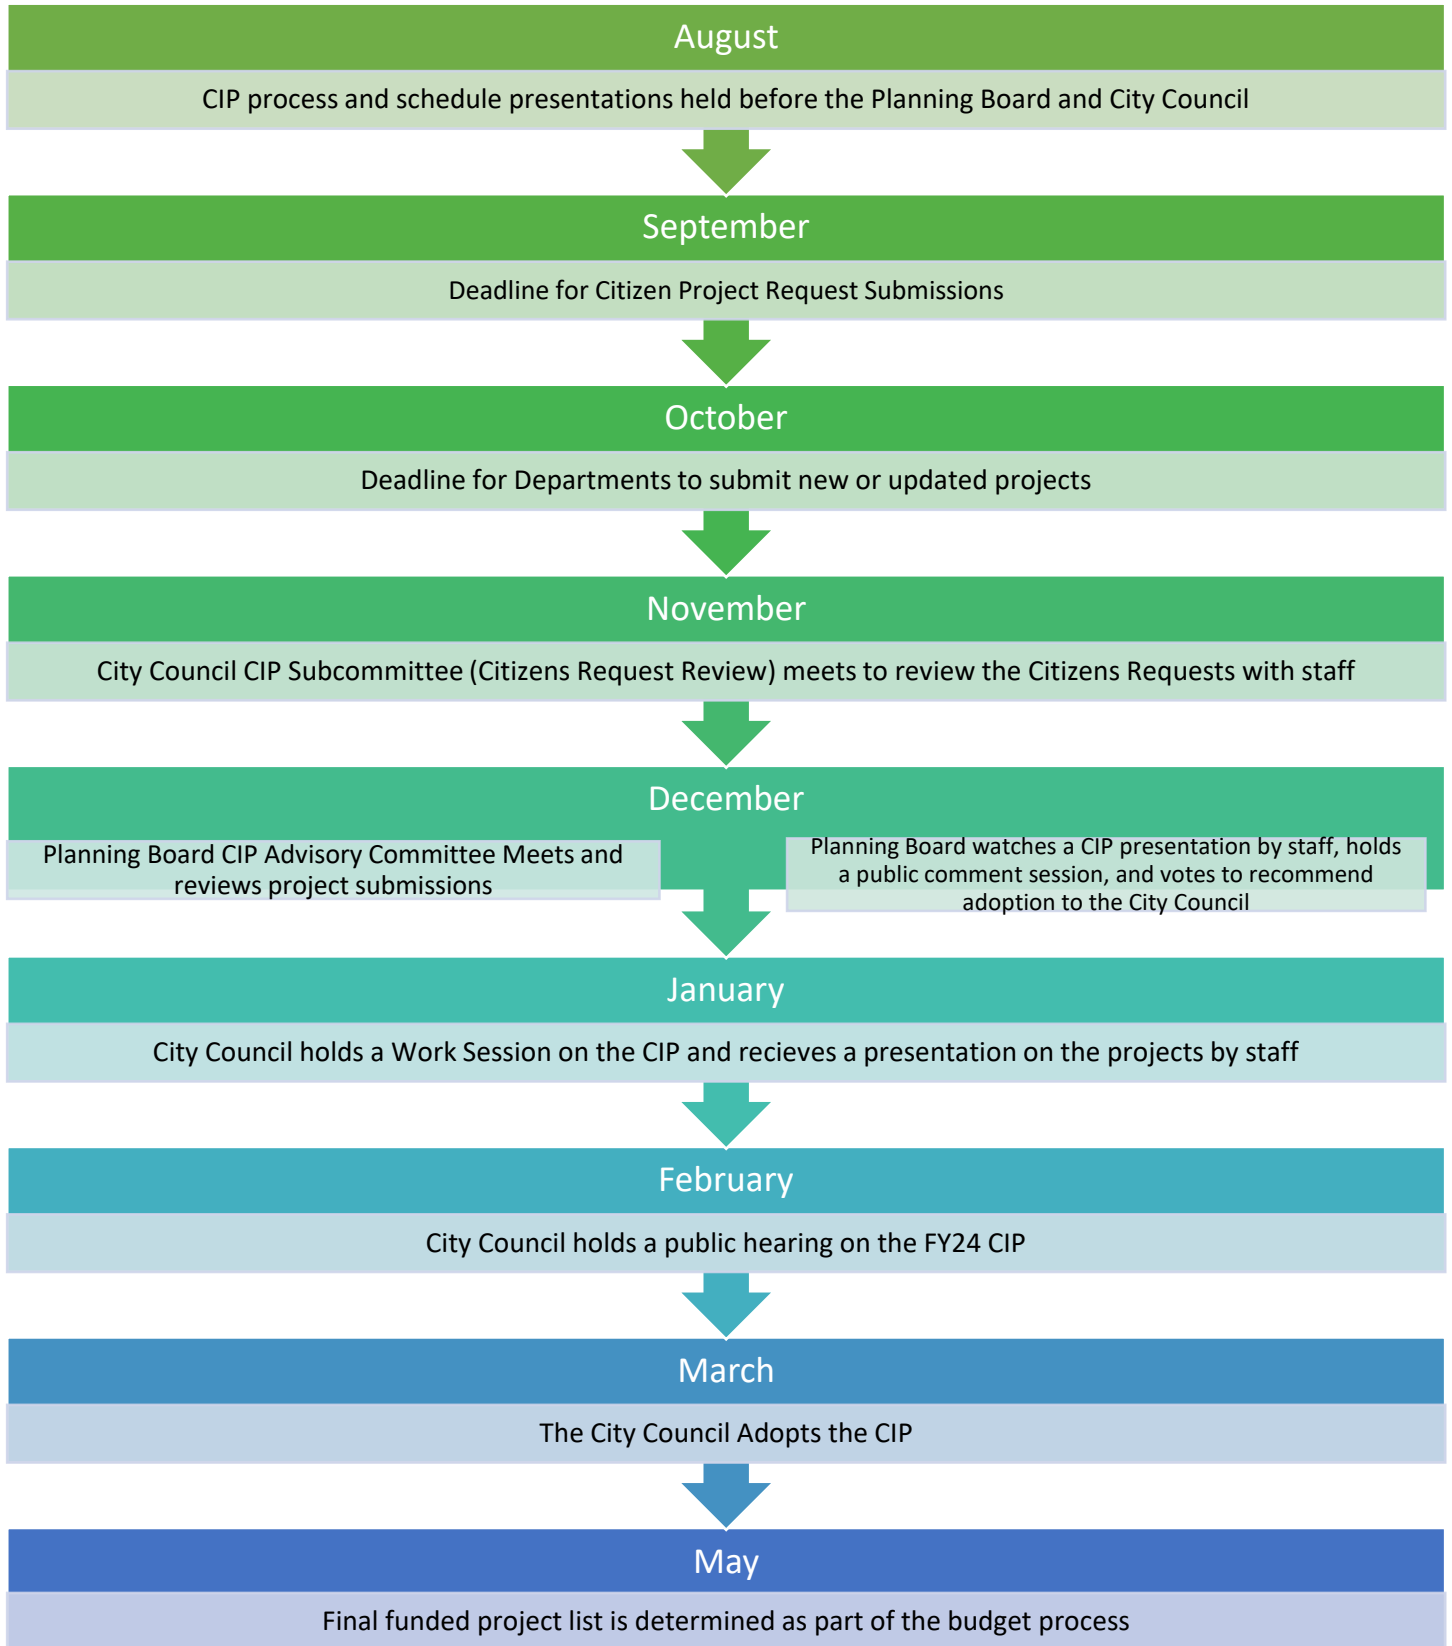 August
CIP process and schedule presentations held before the Planning Board and City Council
September
Deadline for Citizen Project Request Submissions
October
Deadline for Departments to submit new or updated projects
November
City Council CIP Subcommittee (Citizens Request Review) meets to review the Citizens Requests with staff
December
Planning Board CIP Advisory Committee Meets and
reviews project submissions
Planning Board watches a CIP presentation by staff, holds
a public comment session, and votes to recommend
adoption to the City Council
January
City Council holds a Work Session on the CIP and recieves a presentation on the projects by staff
February
City Council holds a public hearing on the FY24 CIP
March
The City Council Adopts the CIP
May
Final funded project list is determined as part of the budget process